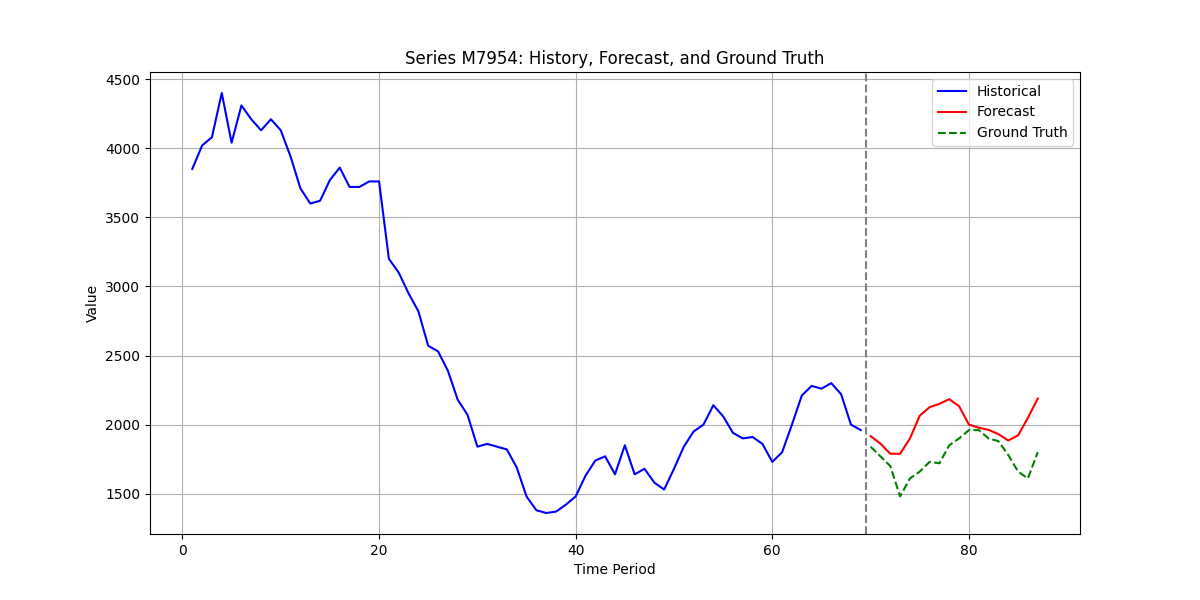 Series M7954: History, Forecast, and Ground Truth
Historical
Forecast
Ground Truth
4500
4000
3500
3000
2500
2000
1500
Value
0 20 40 60 80
Time Period